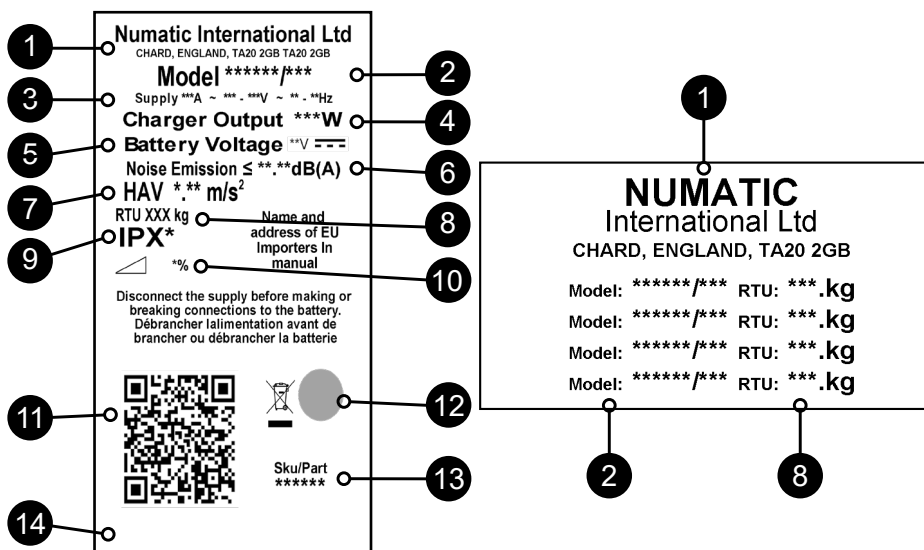 1
Numatic International Ltd
CHARD, ENGLAND, TA20 2GB TA20 2GB
Model ******/***
2
3
Supply ***A ~ *** - ***V ~ ** - **Hz
Charger Output ***W
4
5
Battery Voltage **V
Noise Emission ≤ **.**dB(A)
6
7
HAV *.** m/s²
RTU XXX kg
8
9
IPX*
Name and
address of EU
Importers In
manual
*%
10
Disconnect the supply before making or
breaking connections to the battery.
Débrancher lalimentation avant de
brancher ou débrancher la batterie
11
12
Sku/Part
******
13
14
1
NUMATIC
International Ltd
CHARD, ENGLAND, TA20 2GB
Model: ******/*** RTU: ***.kg
Model: ******/*** RTU: ***.kg
Model: ******/*** RTU: ***.kg
Model: ******/*** RTU: ***.kg
2
8